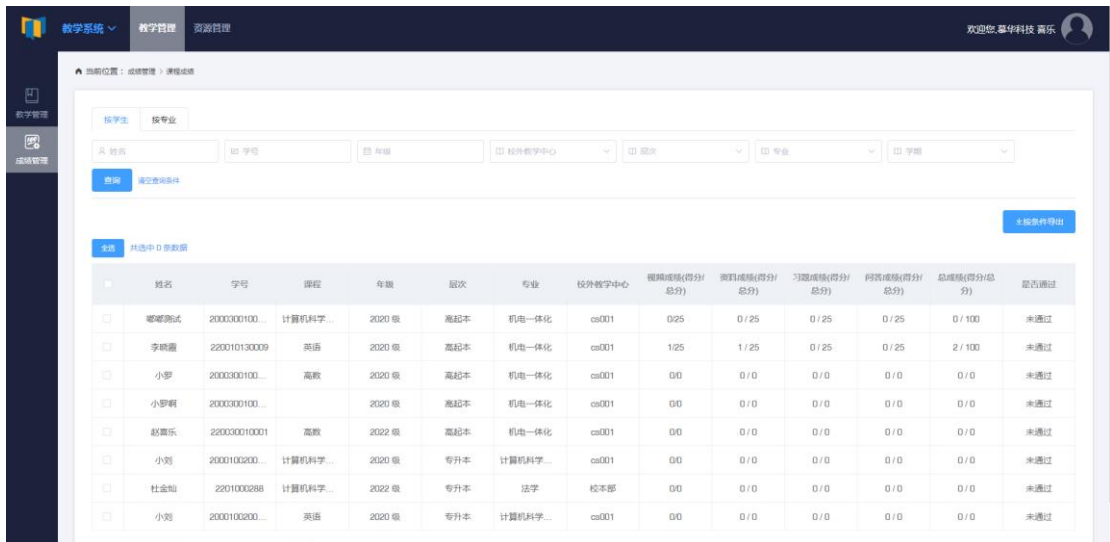 教学系统 教学管理 资源管理 欢迎您,慕华科技 喜乐
当前位置： 成绩管理 > 课程成绩
教学管理
成绩管理
按学生 按专业
姓名 学号 年级 校外教学中心 层次 专业 学期
查询 清空查询条件
按条件导出
全选 共选中 0 条数据
姓名 学号 课程 年级 层次 专业 校外教学中心 视频成绩(得分/总分) 资料成绩(得分/总分) 习题成绩(得分/总分) 问答成绩(得分/总分) 总成绩(得分/总分) 是否通过
嘟嘟测试 2000300100... 计算机科学... 2020 级 高起本 机电一体化 cs001 0/25 0 / 25 0 / 25 0 / 25 0 / 100 未通过
李晓霞 220010130009 英语 2020 级 高起本 机电一体化 cs001 1/25 1 / 25 0 / 25 0 / 25 2 / 100 未通过
小罗 2000300100... 高数 2020 级 高起本 机电一体化 cs001 0/0 0 / 0 0 / 0 0 / 0 0 / 0 未通过
小罗啊 2000300100... 2020 级 高起本 机电一体化 cs001 0/0 0 / 0 0 / 0 0 / 0 0 / 0 未通过
赵喜乐 220030010001 高数 2022 级 高起本 机电一体化 cs001 0/0 0 / 0 0 / 0 0 / 0 0 / 0 未通过
小刘 2000100200... 计算机科学... 2020 级 专升本 计算机科学... cs001 0/0 0 / 0 0 / 0 0 / 0 0 / 0 未通过
杜金灿 2201000288 计算机科学... 2022 级 专升本 法学 校本部 0/0 0 / 0 0 / 0 0 / 0 0 / 0 未通过
小刘 2000100200... 英语 2020 级 专升本 计算机科学... cs001 0/0 0 / 0 0 / 0 0 / 0 0 / 0 未通过